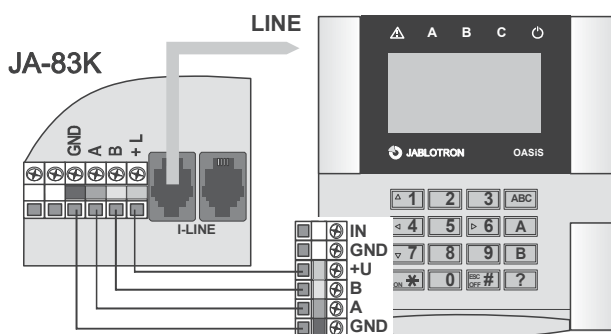 LINE
JA-83K
GND A B +L
I-LINE
A B C
JABLOTRON OASiS
1 2 3 ABC
4 5 6 A
7 8 9 B
ON * 0 ESC OFF # ?
IN
GND
+U
B
A
GND